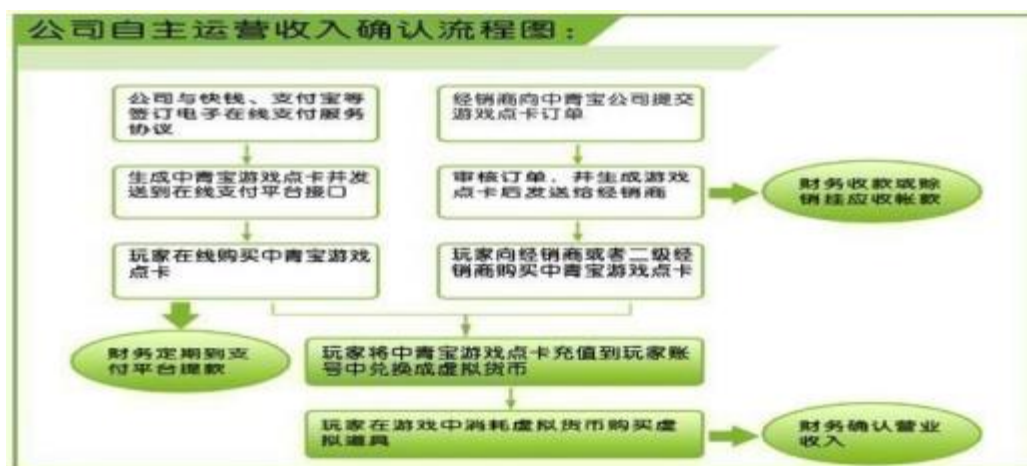 公司自主运营收入确认流程图：
公司与快钱、支付宝等
签订电子在线支付服务
协议
生成中青宝游戏点卡并发
送到在线支付平台接口
玩家在线购买中青宝游戏
点卡
财务定期到支
付平台提款
经销商向中青宝公司提交
游戏点卡订单
审核订单，并生成游戏
点卡后发送给经销商
财务收款或赊
销挂应收帐款
玩家向经销商或者二级经
销商购买中青宝游戏点卡
玩家将中青宝游戏点卡充值到玩家账
号中兑换成虚拟货币
玩家在游戏中消耗虚拟货币购买虚
拟道具
财务确认营业
收入